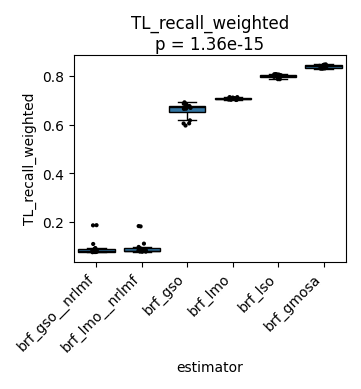 TL_recall_weighted
p = 1.36e-15
TL_recall_weighted
0.8
0.6
0.4
0.2
brf_gso__nrlmf
brf_lmo__nrlmf
brf_gso
brf_lmo
brf_lso
brf_gmosa
estimator